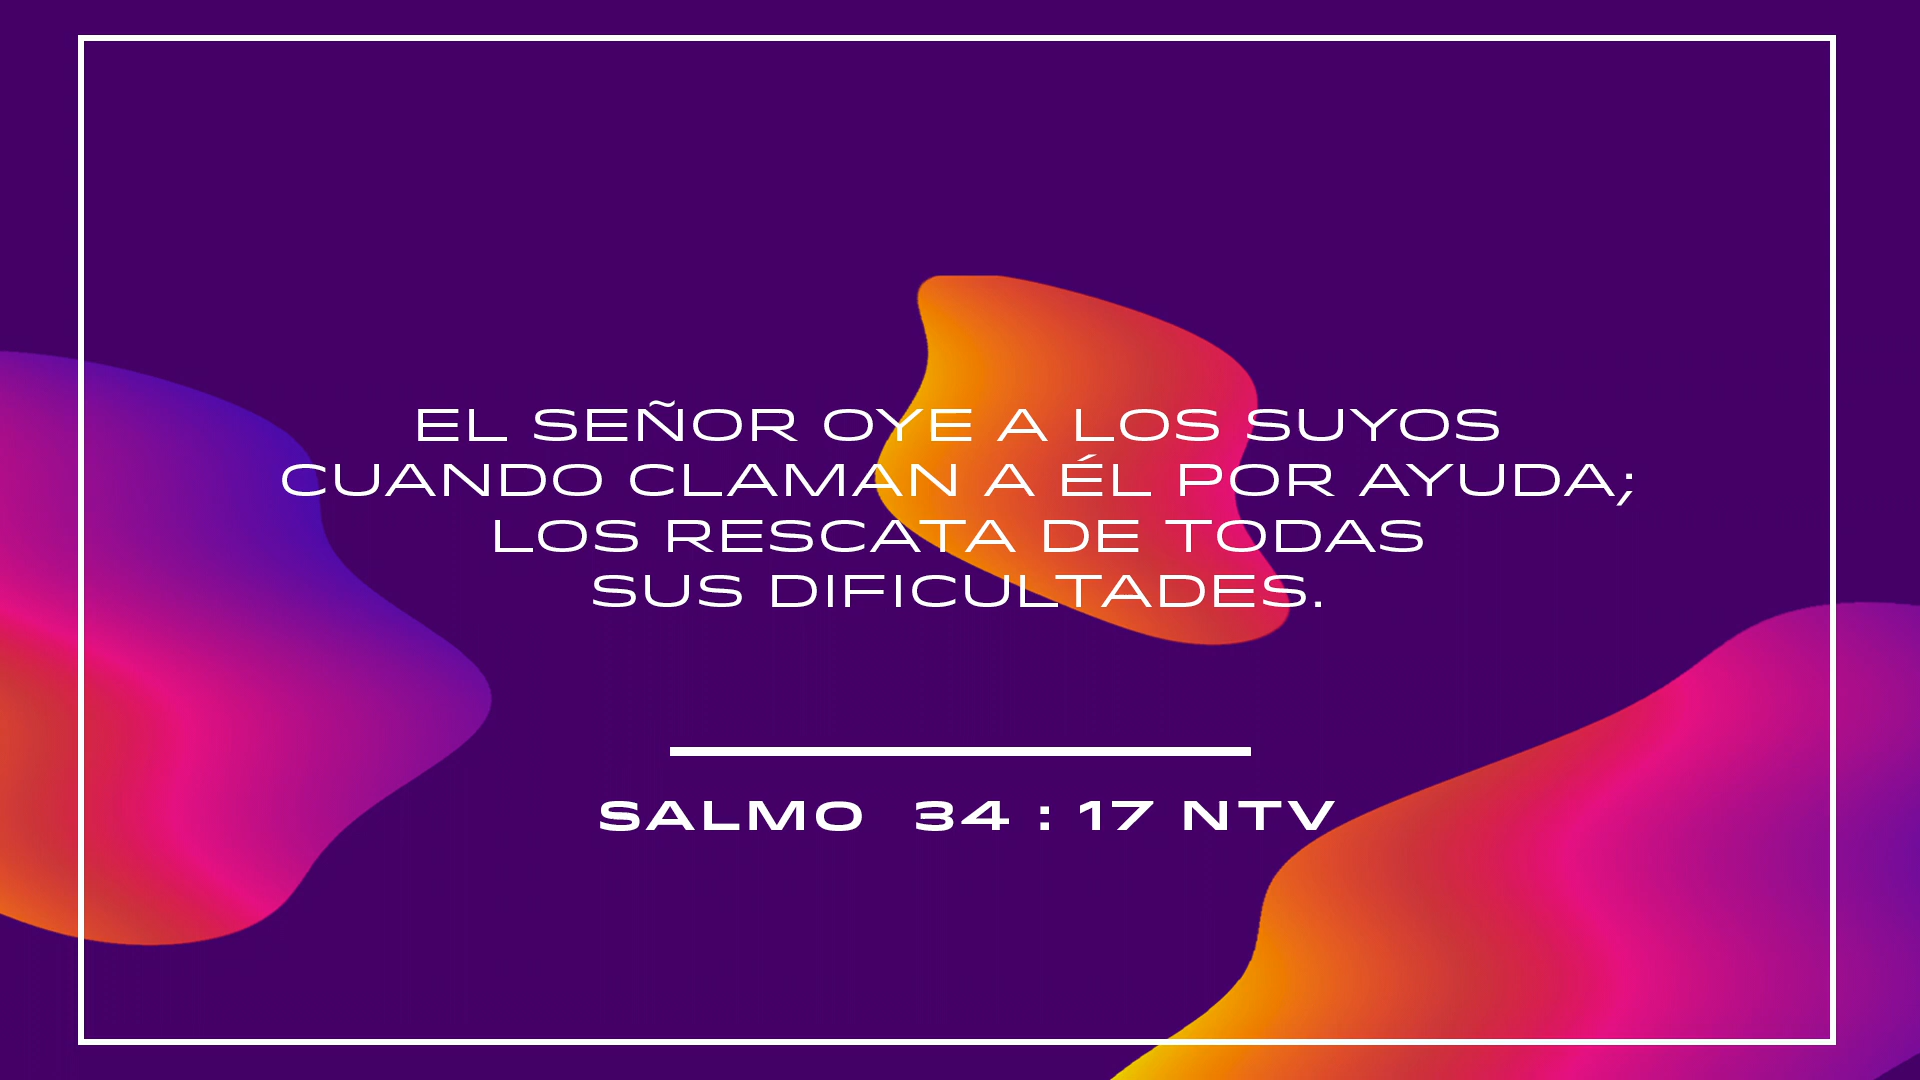 EL SEÑOR OYE A LOS SUYOS
CUANDO CLAMAN A ÉL POR AYUDA;
LOS RESCATA DE TODAS
SUS DIFICULTADES.
SALMO 34 : 17 NTV